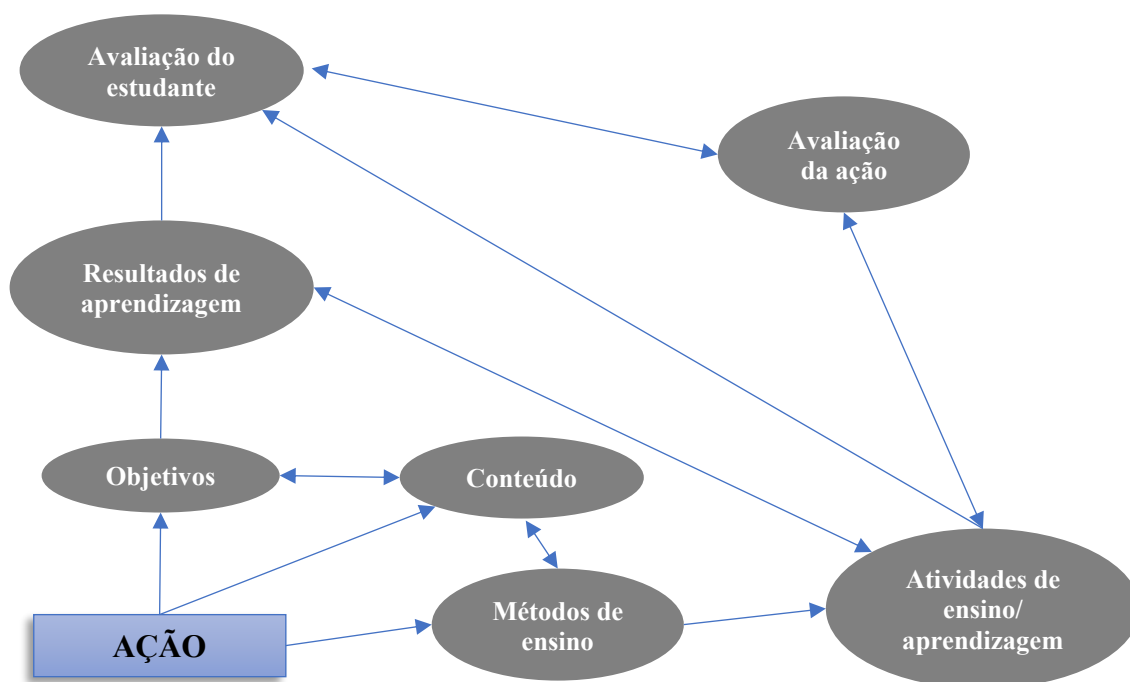 Avaliação do
estudante
Avaliação
da ação
Resultados de
aprendizagem
Objetivos
Conteúdo
Métodos de
ensino
Atividades de
ensino/
aprendizagem
AÇÃO